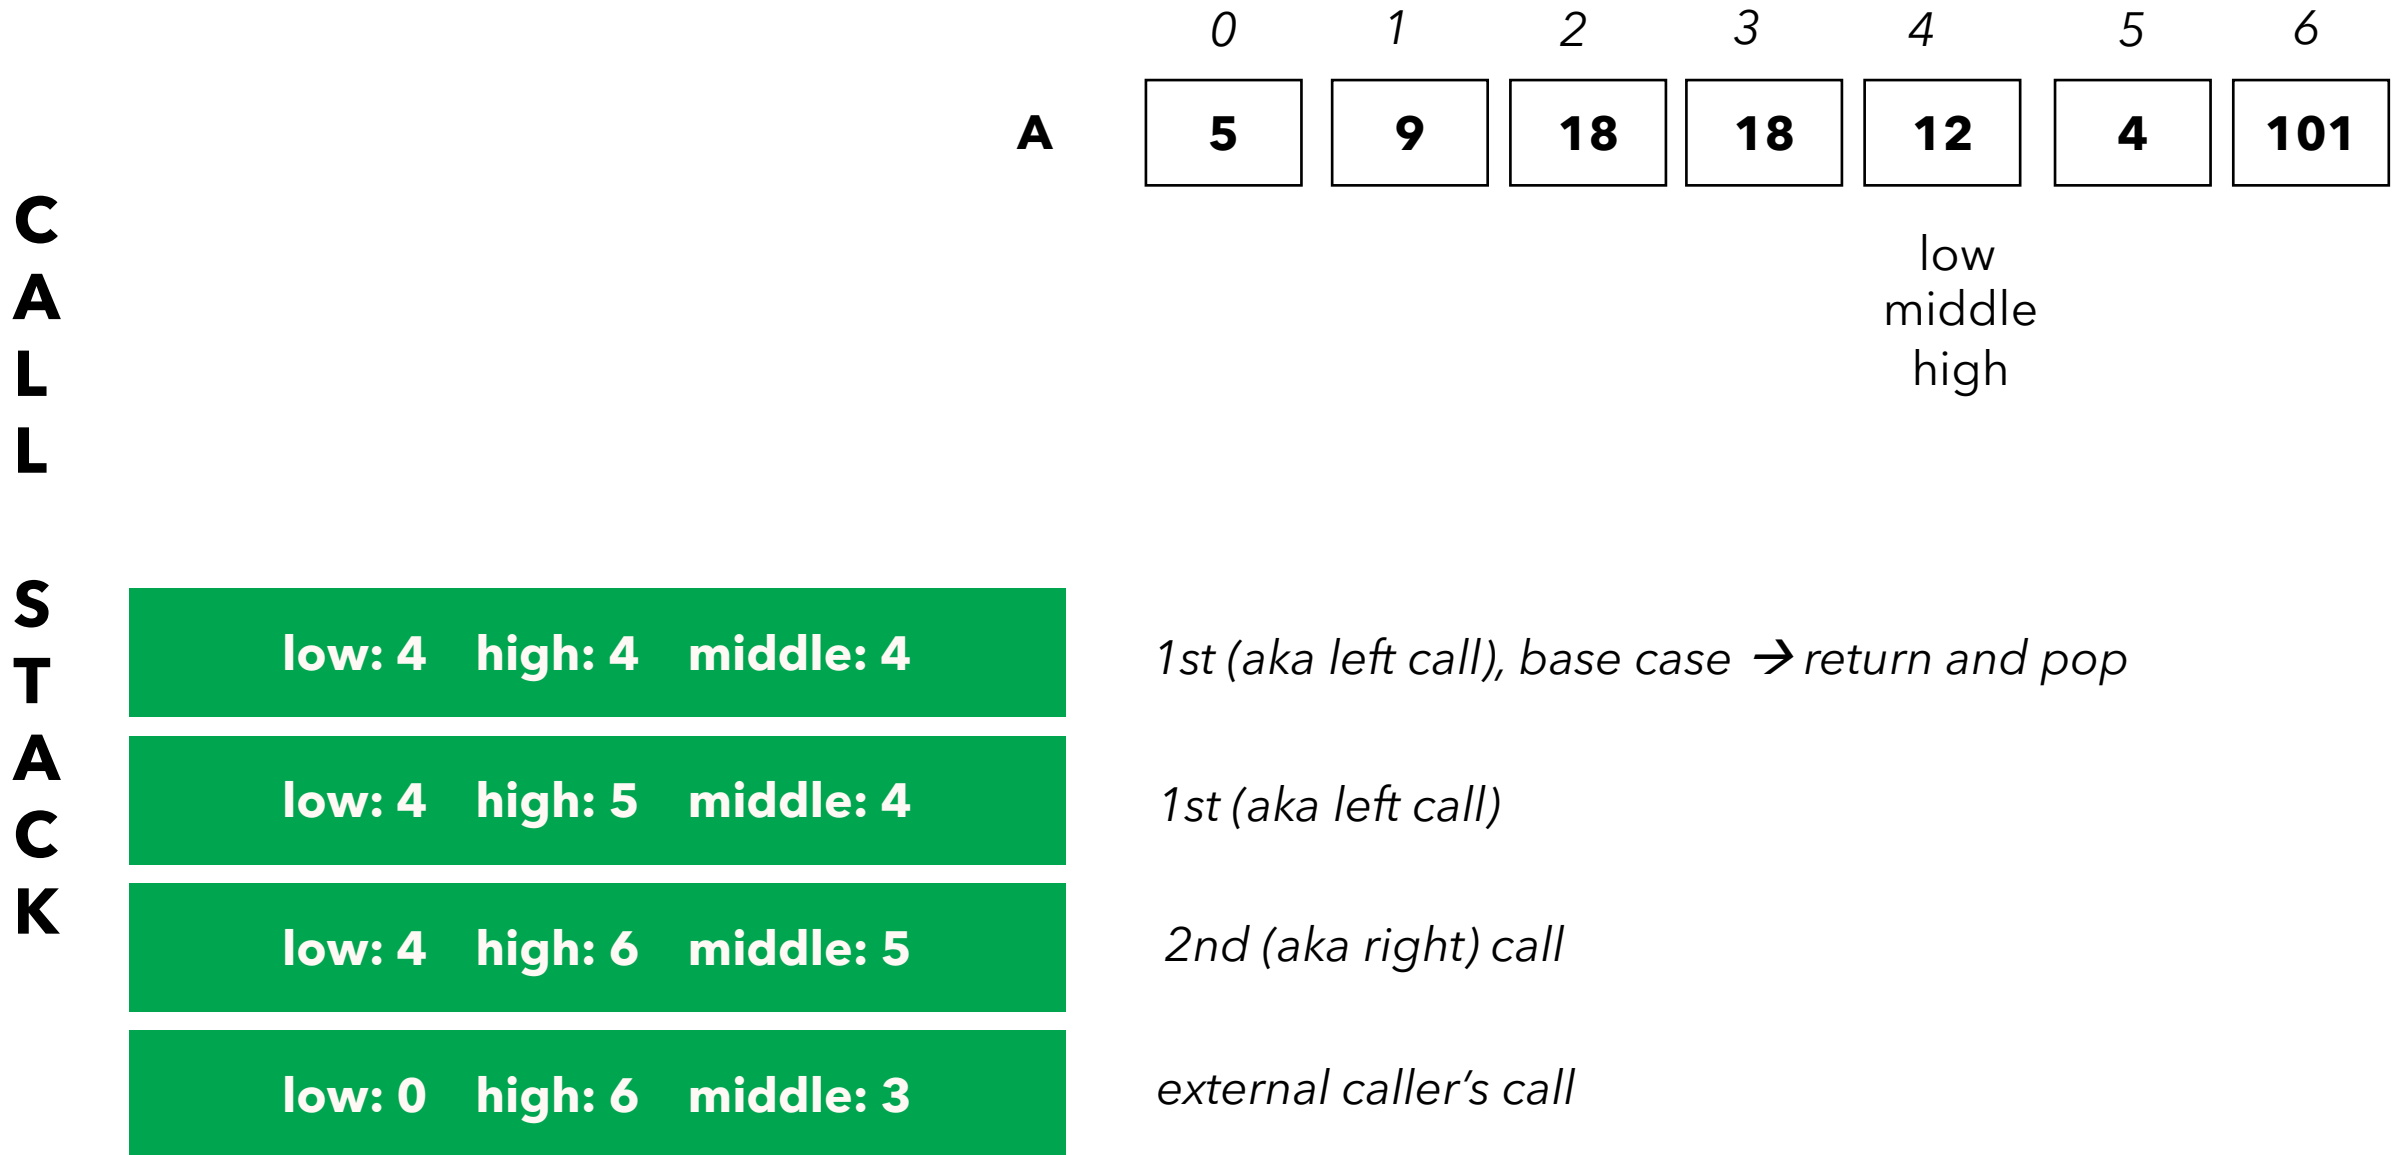 0 1 2 3 4 5 6
A 5 9 18 18 12 4 101
low
middle
high
CALL STACK
low: 4 high: 4 middle: 4 1st (aka left call), base case → return and pop
low: 4 high: 5 middle: 4 1st (aka left call)
low: 4 high: 6 middle: 5 2nd (aka right) call
low: 0 high: 6 middle: 3 external caller’s call